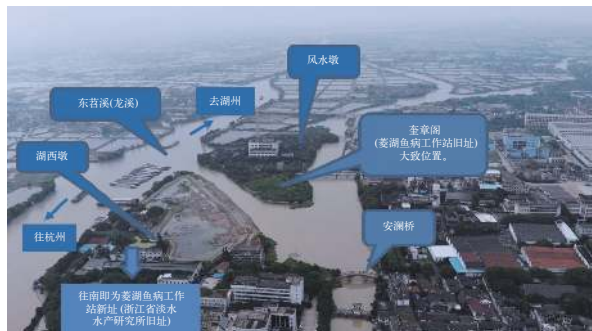 风水墩
东苕溪(龙溪)
去湖州
奎章阁
(菱湖鱼病工作站旧址)
大致位置。
湖西墩
安澜桥
往杭州
往南即为菱湖鱼病工作
站新址(浙江省淡水
水产研究所旧址)